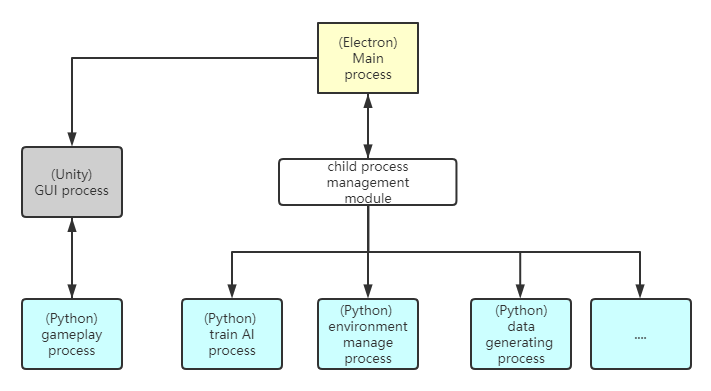 (Electron)
Main
process
(Unity)
GUI process
child process
management
module
(Python)
gameplay
process
(Python)
train AI
process
(Python)
environment
manage
process
(Python)
data
generating
process
....